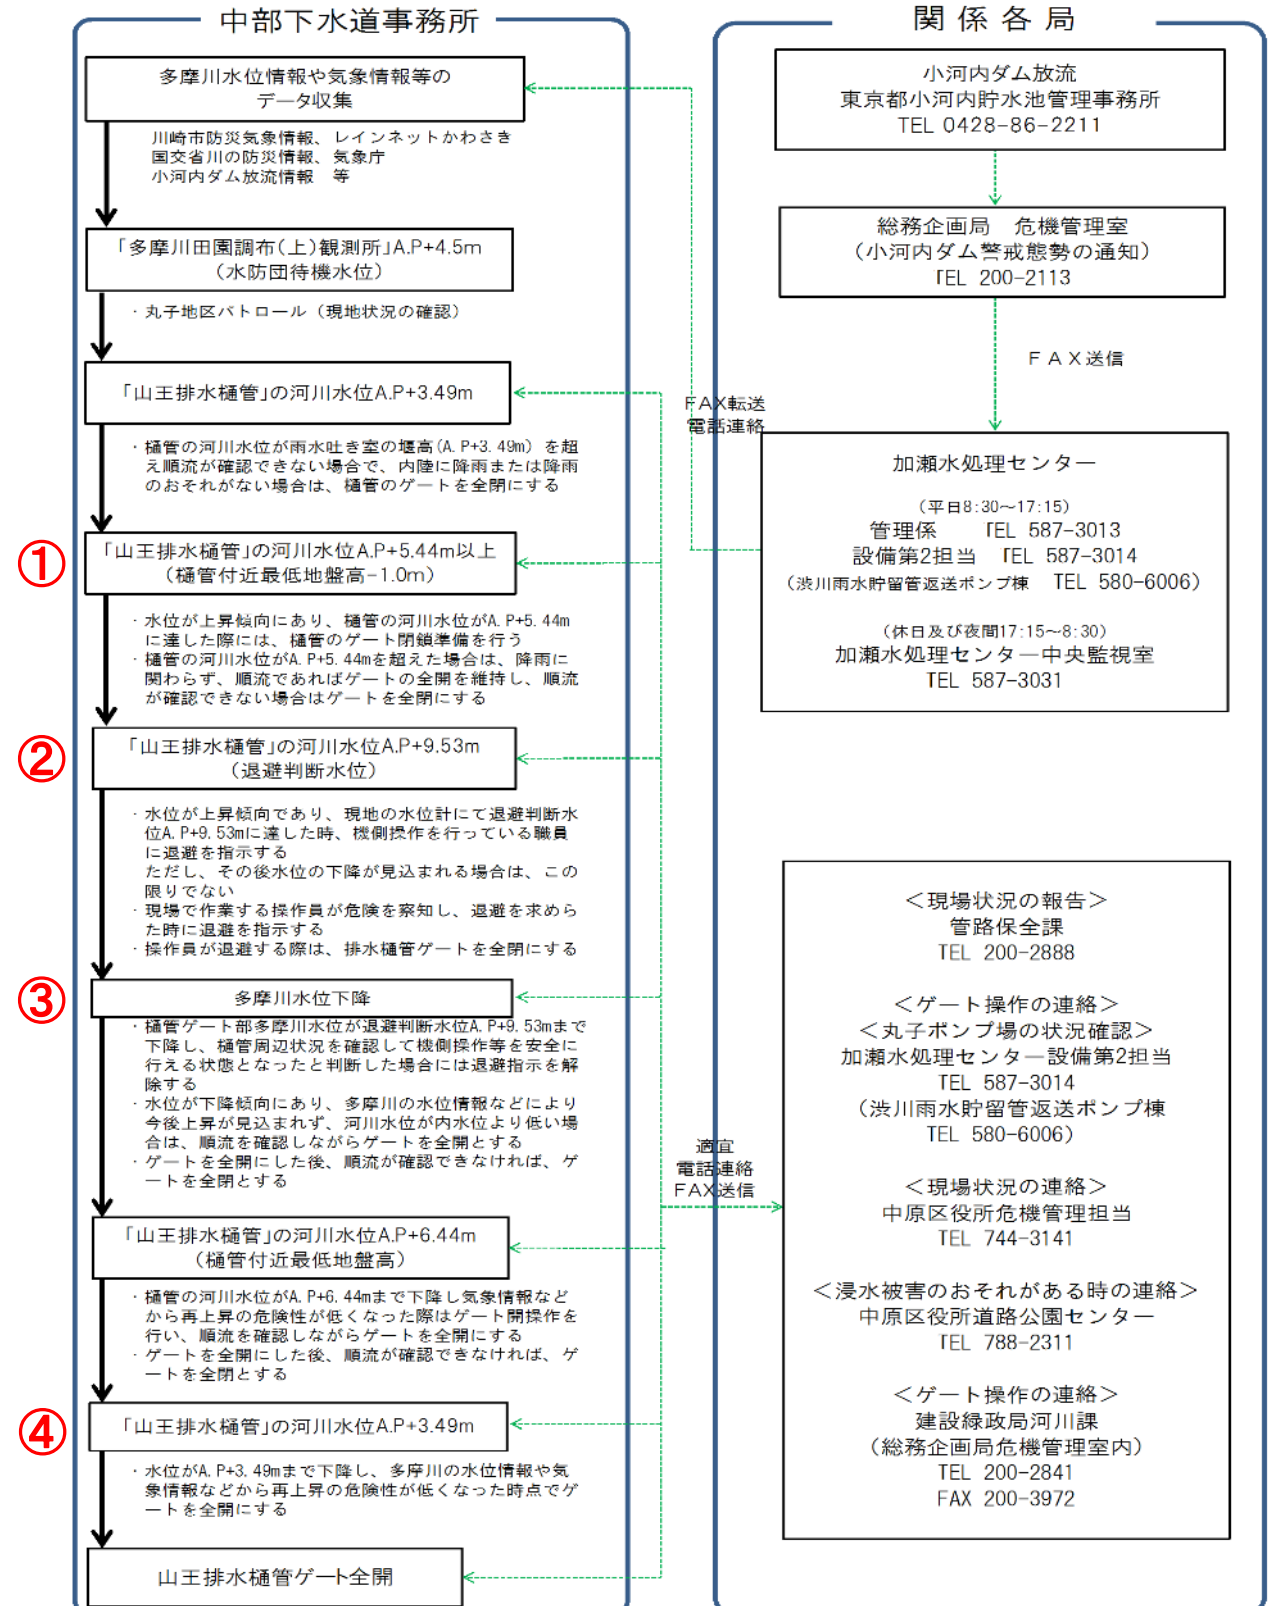 中部下水道事務所
多摩川水位情報や気象情報等の
データ収集
川崎市防災気象情報、レインネットかわさき
国交省川の防災情報、気象庁
小河内ダム放流情報　等
「多摩川田園調布(上)観測所」A.P+4.5m
(水防団待機水位)
・丸子地区パトロール（現地状況の確認）
「山王排水樋管」の河川水位A.P+3.49m
・樋管の河川水位が雨水吐き室の堰高(A.P+3.49m) を超
え順流が確認できない場合で、内陸に降雨または降雨
のおそれがない場合は、樋管のゲートを全閉にする
①
「山王排水樋管」の河川水位A.P+5.44m以上
(樋管付近最低地盤高-1.0m)
・水位が上昇傾向にあり、樋管の河川水位がA.P+5.44m
に達した際には、樋管のゲート閉鎖準備を行う
・樋管の河川水位がA.P+5.44mを超えた場合は、降雨に
関わらず、順流であればゲートの全開を維持し、順流
が確認できない場合はゲートを全閉にする
②
「山王排水樋管」の河川水位A.P+9.53m
(退避判断水位)
・水位が上昇傾向であり、現地の水位計にて退避判断水
位A.P+9.53mに達した時、機側操作を行っている職員
に退避を指示する
ただし、その後水位の下降が見込まれる場合は、この
限りでない
・現場で作業する操作員が危険を察知し、退避を求めら
た時に退避を指示する
・操作員が退避する際は、排水樋管ゲートを全閉にする
③
多摩川水位下降
・樋管ゲート部多摩川水位が退避判断水位A.P+9.53mまで
下降し、樋管周辺状況を確認して機側操作等を安全に
行える状態となったと判断した場合には退避指示を解
除する
・水位が下降傾向にあり、多摩川の水位情報などにより
今後上昇が見込まれず、河川水位が内水位より低い場
合は、順流を確認しながらゲートを全開とする
・ゲートを全開にした後、順流が確認できなければ、ゲ
ートを全閉とする
「山王排水樋管」の河川水位A.P+6.44m
(樋管付近最低地盤高)
・樋管の河川水位がA.P+6.44mまで下降し気象情報など
から再上昇の危険性が低くなった際はゲート開操作を
行い、順流を確認しながらゲートを全開にする
・ゲートを全開にした後、順流が確認できなければ、ゲ
ートを全閉とする
④
「山王排水樋管」の河川水位A.P+3.49m
・水位がA.P+3.49mまで下降し、多摩川の水位情報や気
象情報などから再上昇の危険性が低くなった時点でゲ
ートを全開にする
山王排水樋管ゲート全開
FAX転送
電話連絡
適宜
電話連絡
FAX送信
関係各局
小河内ダム放流
東京都小河内貯水池管理事務所
TEL 0428-86-2211
総務企画局　危機管理室
(小河内ダム警戒態勢の通知)
TEL 200-2113
ＦＡＸ送信
加瀬水処理センター
(平日8:30～17:15)
管理係　TEL 587-3013
設備第2担当　TEL 587-3014
(渋川雨水貯留管返送ポンプ棟　TEL 580-6006)
(休日及び夜間17:15～8:30)
加瀬水処理センター中央監視室
TEL 587-3031
＜現場状況の報告＞
管路保全課
TEL 200-2888
＜ゲート操作の連絡＞
＜丸子ポンプ場の状況確認＞
加瀬水処理センター設備第2担当
TEL 587-3014
(渋川雨水貯留管返送ポンプ棟
TEL 580-6006)
＜現場状況の連絡＞
中原区役所危機管理担当
TEL 744-3141
＜浸水被害のおそれがある時の連絡＞
中原区役所道路公園センター
TEL 788-2311
＜ゲート操作の連絡＞
建設緑政局河川課
(総務企画局危機管理室内)
TEL 200-2841
FAX 200-3972